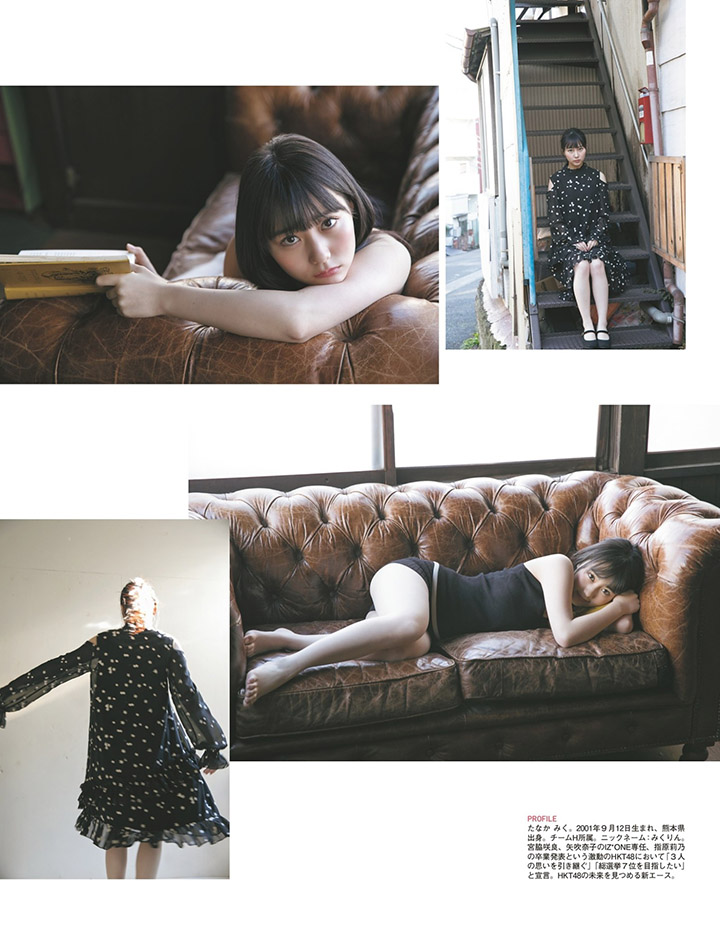 PROFILE
たなか みく。2001年9月12日生まれ、熊本県
出身。チームH所属。ニックネーム：みくりん。
宮脇咲良、矢吹奈子のIZ*ONE専任、指原莉乃
の卒業発表という激動のHKT48において「3人
の思いを引き継ぐ」「総選挙7位を目指したい」
と宣言。HKT48の未来を見つめる新エース。